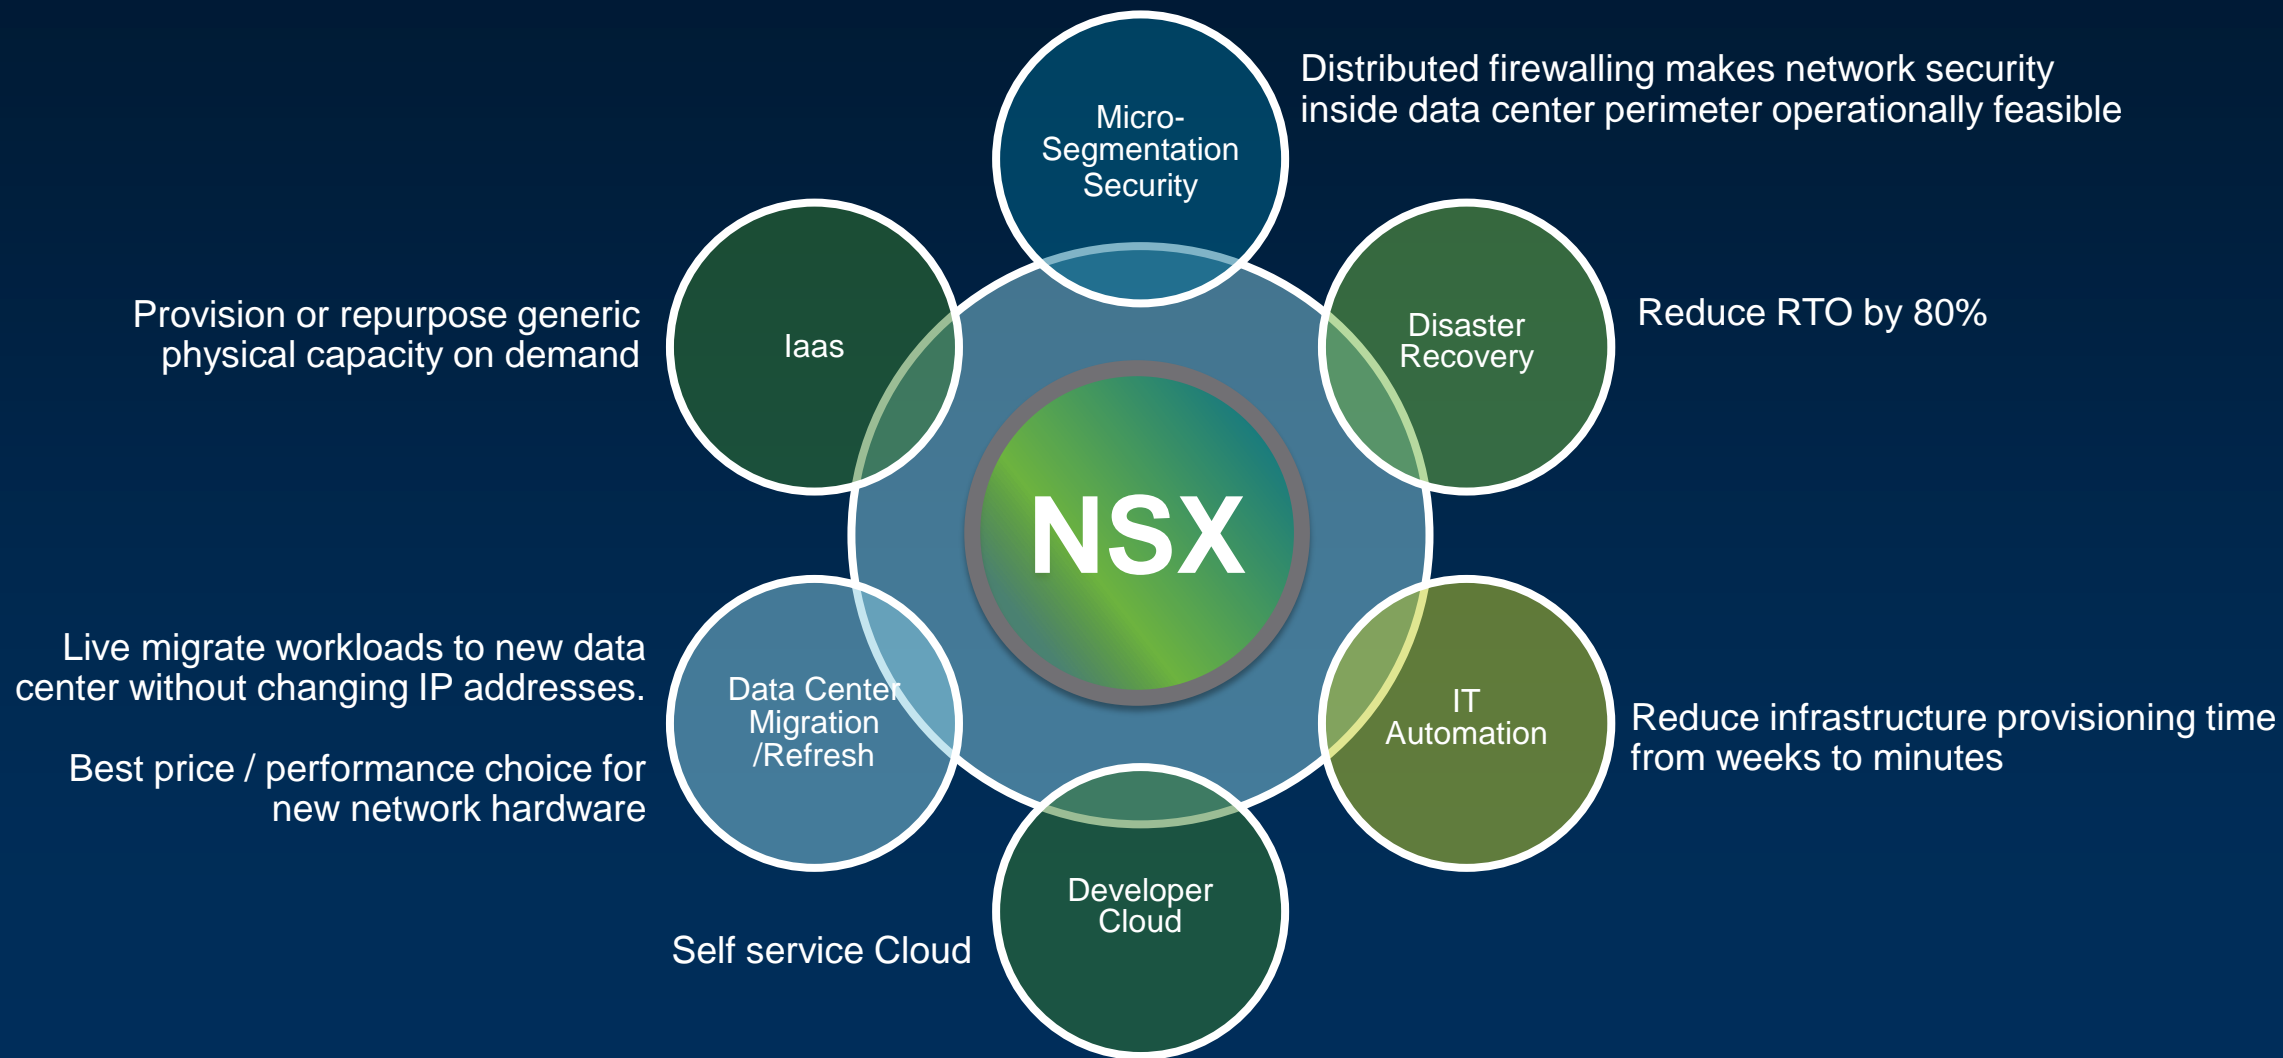 Micro-
Segmentation
Security
Distributed firewalling makes network security
inside data center perimeter operationally feasible
Provision or repurpose generic
physical capacity on demand
Iaas
Disaster
Recovery
Reduce RTO by 80%
NSX
Live migrate workloads to new data
center without changing IP addresses.
Best price / performance choice for
new network hardware
Data Center
Migration
/Refresh
IT
Automation
Reduce infrastructure provisioning time
from weeks to minutes
Developer
Cloud
Self service Cloud